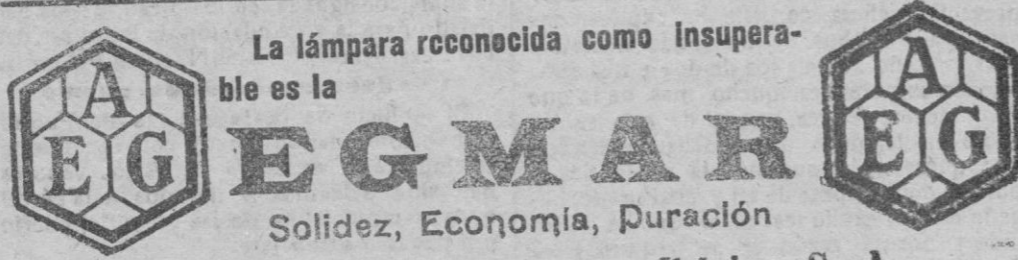 La lámpara rcconocida como Insupera-
ble es la
A
E G
A
E G
EGMAR
Solidez, Economía, Duración
S. A.